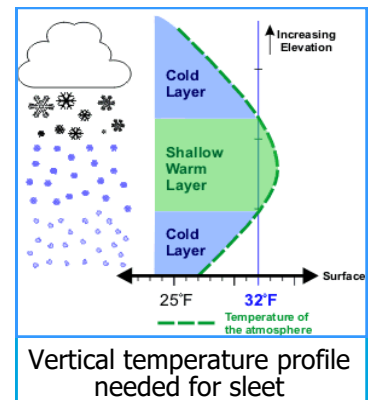 Increasing
Elevation
Cold
Layer
Shallow
Warm
Layer
Cold
Layer
Surface
25°F
32°F
Temperature of
the atmosphere
Vertical temperature profile
needed for sleet